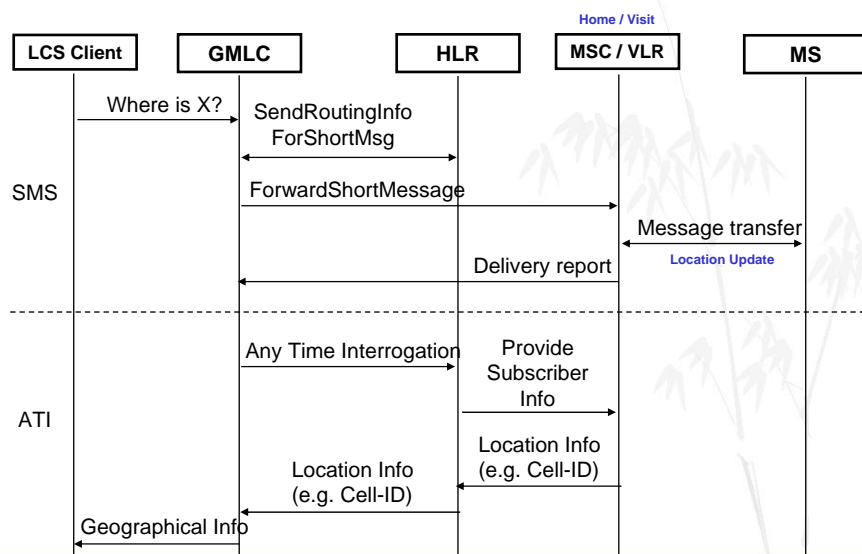 Home / Visit
LCS Client
GMLC
HLR
MSC / VLR
MS
Where is X?
SendRoutingInfo
ForShortMsg
SMS
ForwardShortMessage
Message transfer
Location Update
Delivery report
Any Time Interrogation
Provide
Subscriber
Info
ATI
Location Info
(e.g. Cell-ID)
Location Info
(e.g. Cell-ID)
Geographical Info